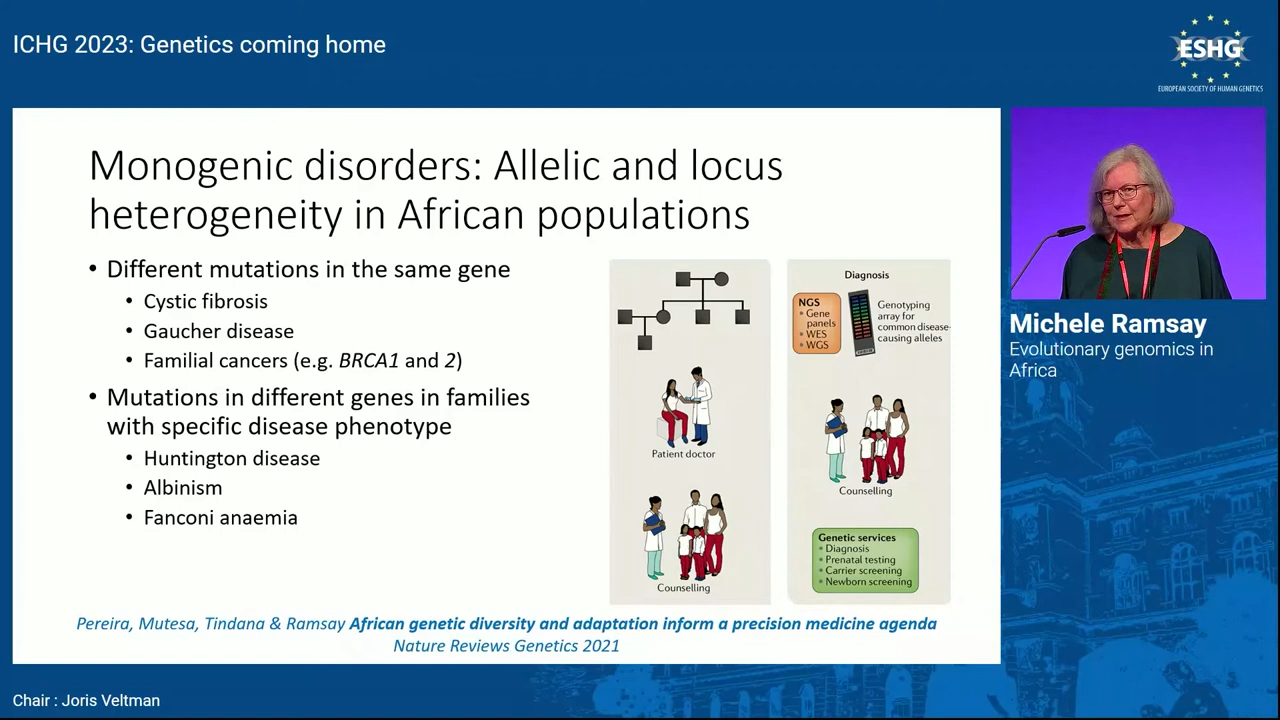 ICHG 2023: Genetics coming home
ESHG
EUROPEAN SOCIETY OF HUMAN GENETICS
Monogenic disorders: Allelic and locus
heterogeneity in African populations
• Different mutations in the same gene
• Cystic fibrosis
• Gaucher disease
• Familial cancers (e.g. BRCA1 and 2)
• Mutations in different genes in families
with specific disease phenotype
• Huntington disease
• Albinism
• Fanconi anaemia
Patient doctor
Counselling
Diagnosis
NGS
• Gene
panels
• WES
• WGS
Genotyping
array for
common disease-
causing alleles
Counselling
Genetic services
• Diagnosis
• Prenatal testing
• Carrier screening
• Newborn screening
Pereira, Mutesa, Tindana & Ramsay African genetic diversity and adaptation inform a precision medicine agenda
Nature Reviews Genetics 2021
Michele Ramsay
Evolutionary genomics in
Africa
Chair : Joris Veltman